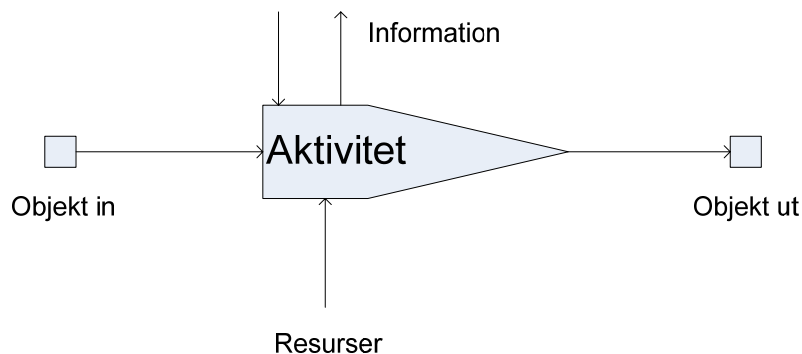 Information
Aktivitet
Objekt in
Objekt ut
Resurser